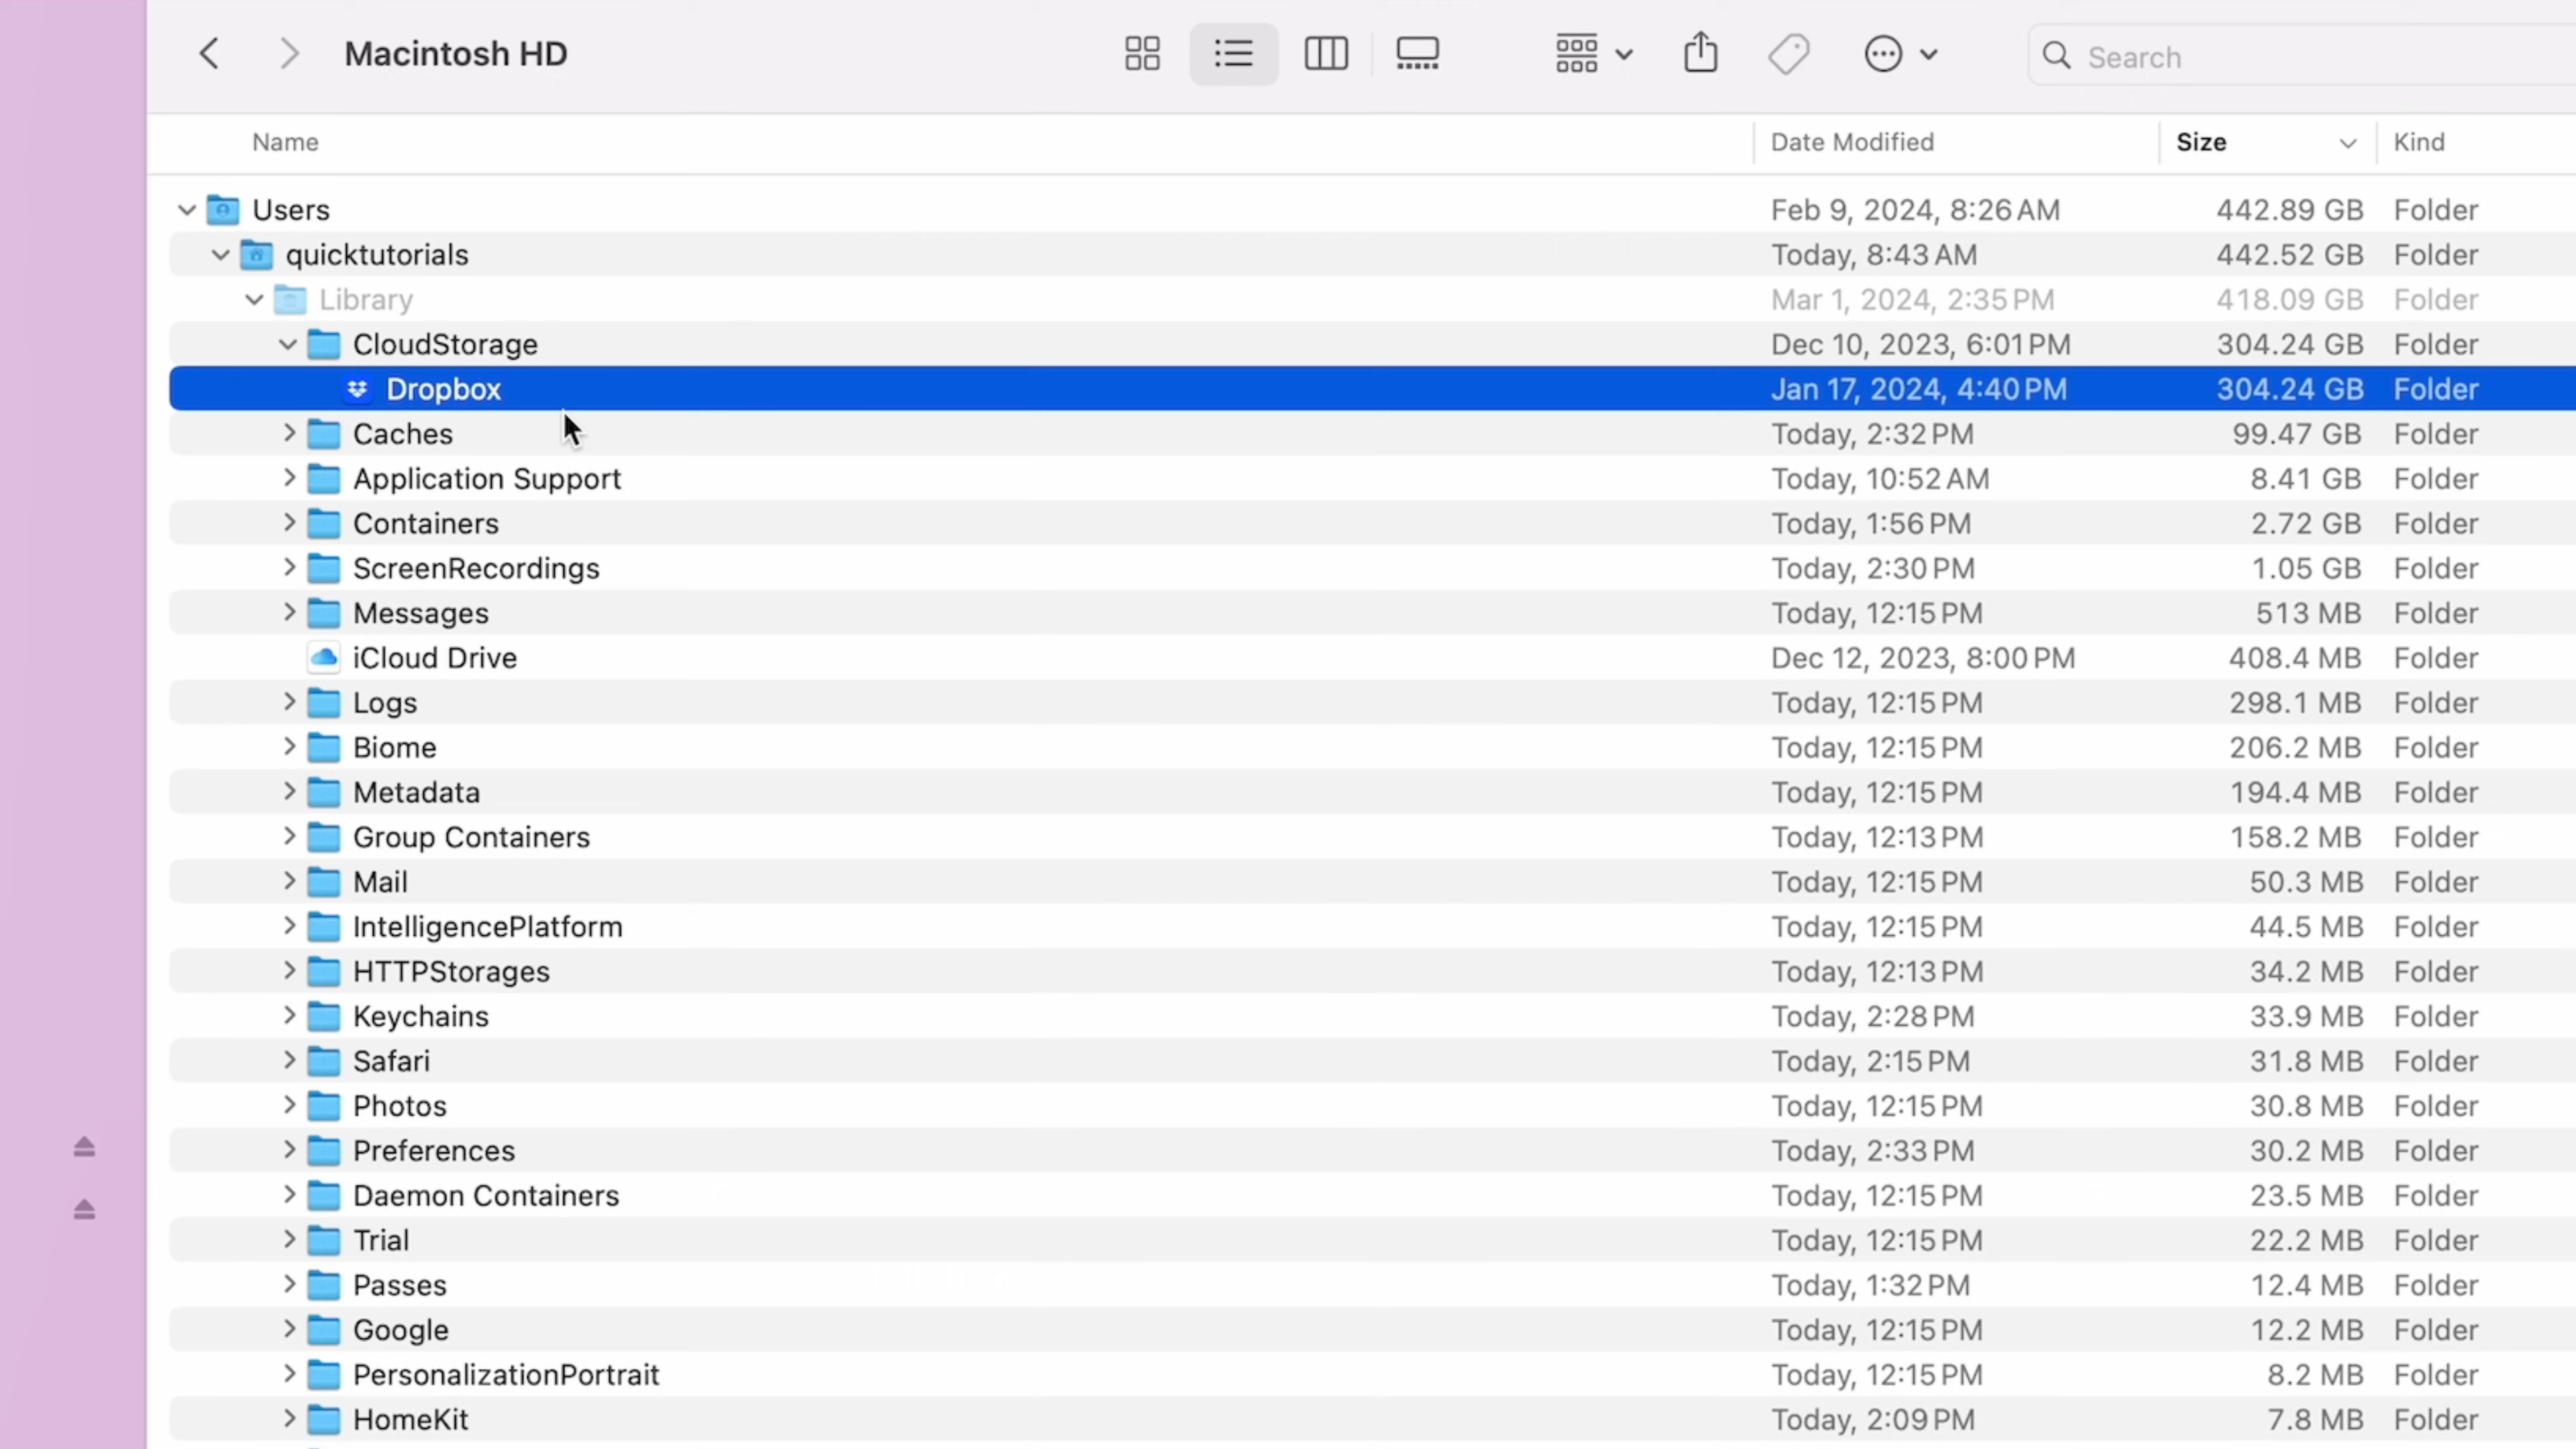 Macintosh HD Search
Name Date Modified Size Kind
Users Feb 9, 2024, 8:26 AM 442.89 GB Folder
quicktutorials Today, 8:43 AM 442.52 GB Folder
Library Mar 1, 2024, 2:35 PM 418.09 GB Folder
CloudStorage Dec 10, 2023, 6:01 PM 304.24 GB Folder
Dropbox Jan 17, 2024, 4:40 PM 304.24 GB Folder
Caches Today, 2:32 PM 99.47 GB Folder
Application Support Today, 10:52 AM 8.41 GB Folder
Containers Today, 1:56 PM 2.72 GB Folder
ScreenRecordings Today, 2:30 PM 1.05 GB Folder
Messages Today, 12:15 PM 513 MB Folder
iCloud Drive Dec 12, 2023, 8:00 PM 408.4 MB Folder
Logs Today, 12:15 PM 298.1 MB Folder
Biome Today, 12:15 PM 206.2 MB Folder
Metadata Today, 12:15 PM 194.4 MB Folder
Group Containers Today, 12:13 PM 158.2 MB Folder
Mail Today, 12:15 PM 50.3 MB Folder
IntelligencePlatform Today, 12:15 PM 44.5 MB Folder
HTTPStorages Today, 12:13 PM 34.2 MB Folder
Keychains Today, 2:28 PM 33.9 MB Folder
Safari Today, 2:15 PM 31.8 MB Folder
Photos Today, 12:15 PM 30.8 MB Folder
Preferences Today, 2:33 PM 30.2 MB Folder
Daemon Containers Today, 12:15 PM 23.5 MB Folder
Trial Today, 12:15 PM 22.2 MB Folder
Passes Today, 1:32 PM 12.4 MB Folder
Google Today, 12:15 PM 12.2 MB Folder
PersonalizationPortrait Today, 12:15 PM 8.2 MB Folder
HomeKit Today, 2:09 PM 7.8 MB Folder